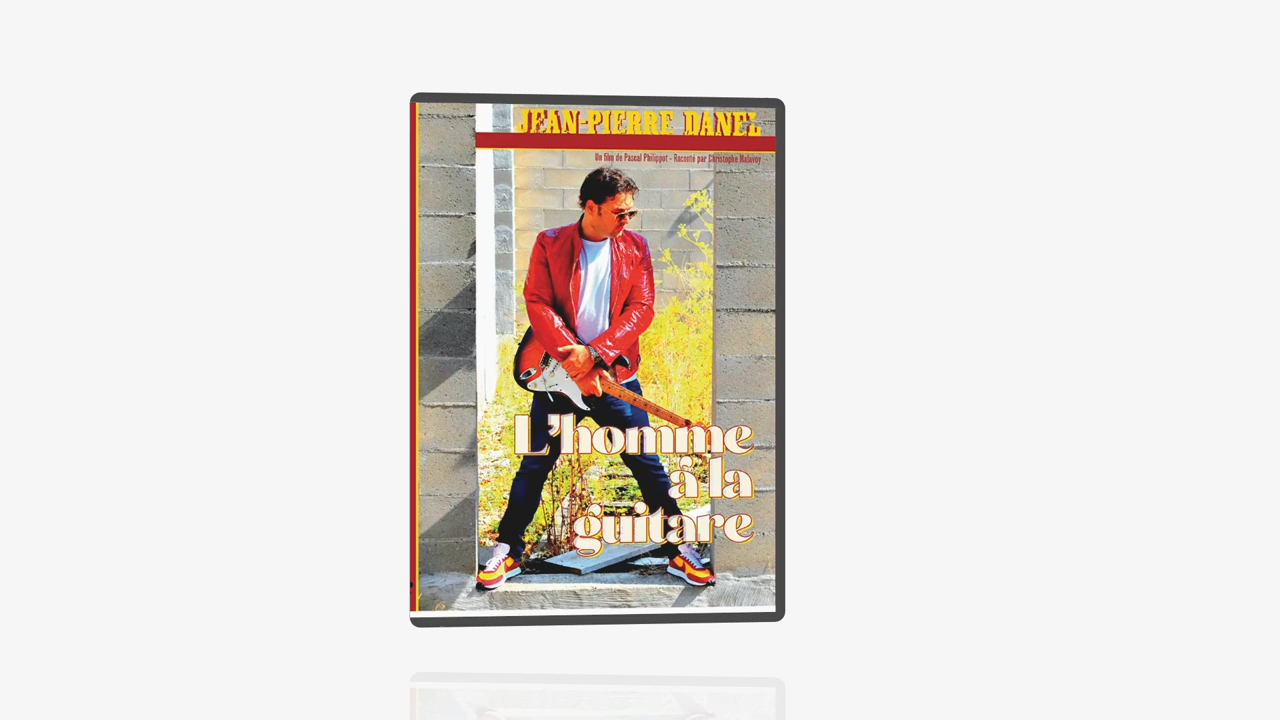 JEAN-PIERRE DANEL
Un film de Pascal Philippot - Raconté par Christophe Malavoy
L'homme
à la
guitare